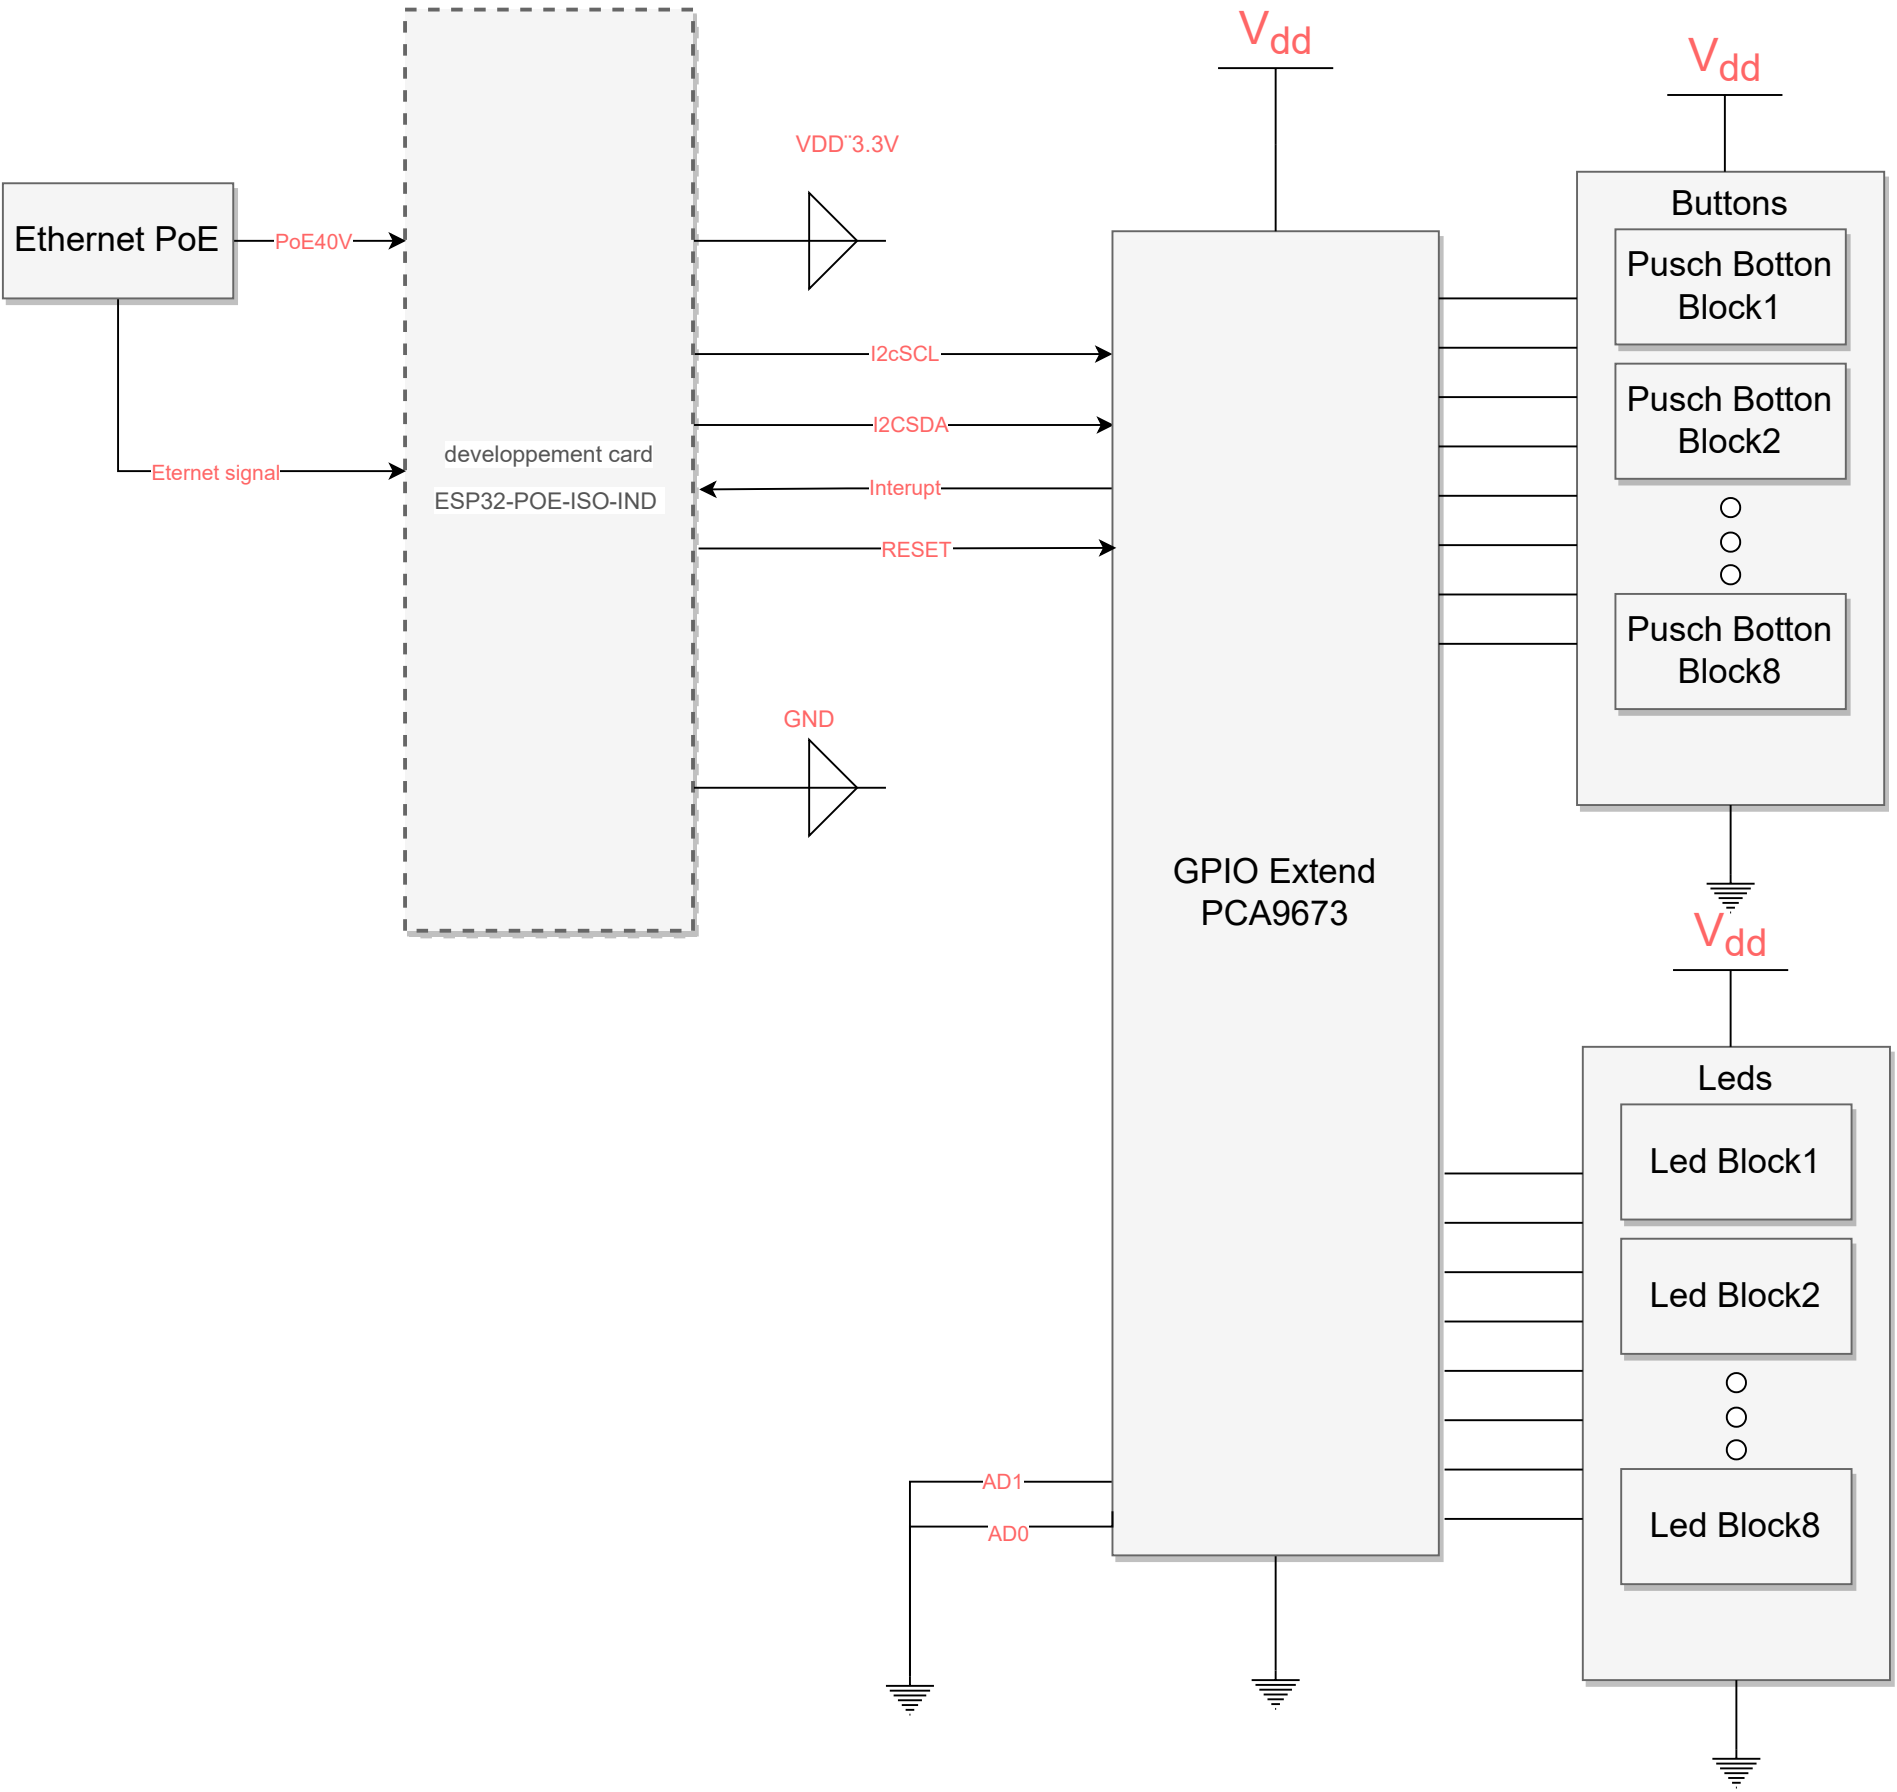 Ethernet PoE
PoE40V
Eternet signal
developpement card
ESP32-POE-ISO-IND
VDD¨3.3V
I2cSCL
I2CSDA
Interupt
RESET
GND
Vdd
GPIO Extend
PCA9673
AD1
AD0
Vdd
Buttons
Pusch Botton
Block1
Pusch Botton
Block2
Pusch Botton
Block8
Vdd
Leds
Led Block1
Led Block2
Led Block8